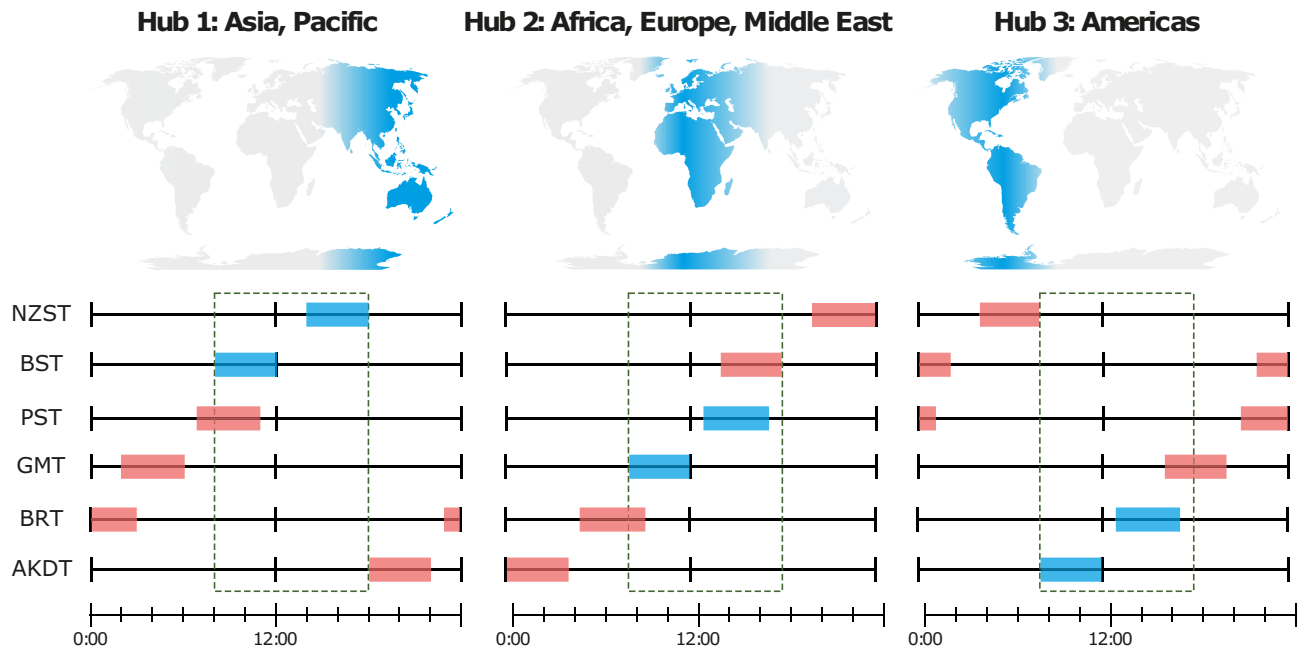 Hub 1: Asia, Pacific
Hub 2: Africa, Europe, Middle East
Hub 3: Americas
NZST
BST
PST
GMT
BRT
AKDT
0:00 12:00 0:00 12:00 0:00 12:00